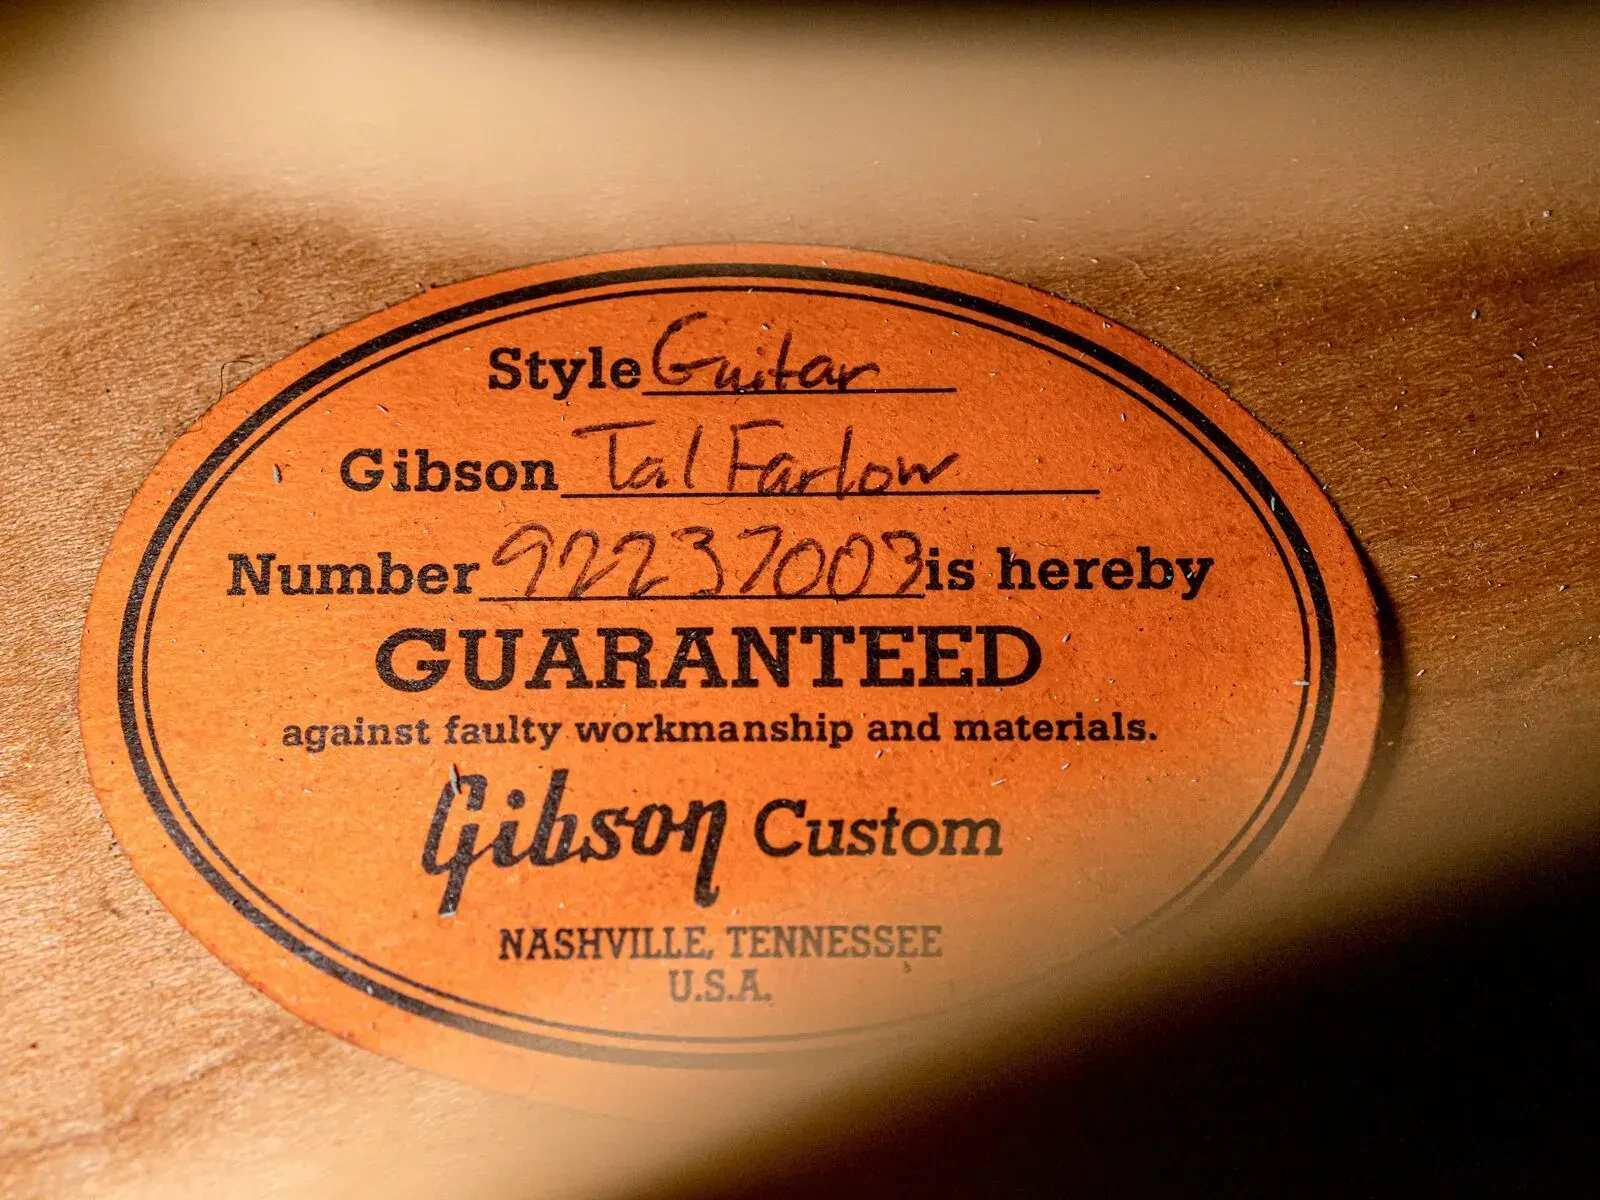 Style Guitar
Gibson Tal Farlow
Number 92237003 is hereby
GUARANTEED
against faulty workmanship and materials.
Gibson Custom
NASHVILLE, TENNESSEE
U.S.A.